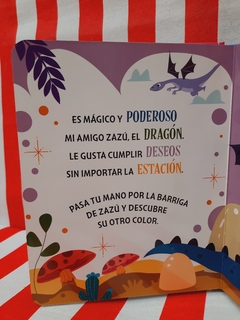 ES MÁGICO Y PODEROSO
MI AMIGO ZAZÚ, EL DRAGÓN.
LE GUSTA CUMPLIR DESEOS
SIN IMPORTAR LA ESTACIÓN.
PASA TU MANO POR LA BARRIGA
DE ZAZÚ Y DESCUBRE
SU OTRO COLOR.